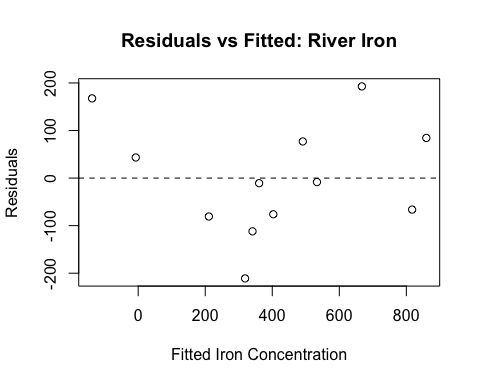 Residuals vs Fitted: River Iron
Residuals
200
100
0
-100
-200
0 200 400 600 800
Fitted Iron Concentration